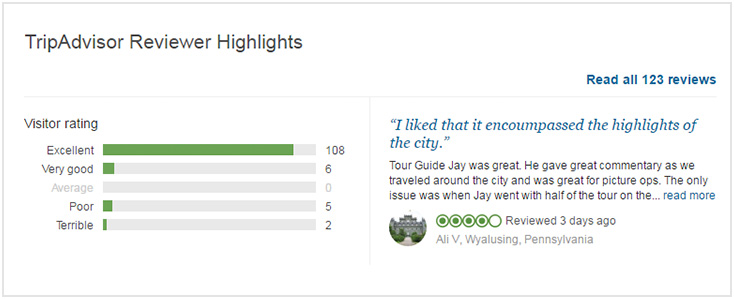 TripAdvisor Reviewer Highlights
Read all 123 reviews
Visitor rating
Excellent 108
Very good 6
Average 0
Poor 5
Terrible 2
“I liked that it encoumpassed the highlights of
the city.”
Tour Guide Jay was great. He gave great commentary as we
traveled around the city and was great for picture ops. The only
issue was when Jay went with half of the tour on the... read more
Reviewed 3 days ago
Ali V, Wyalusing, Pennsylvania